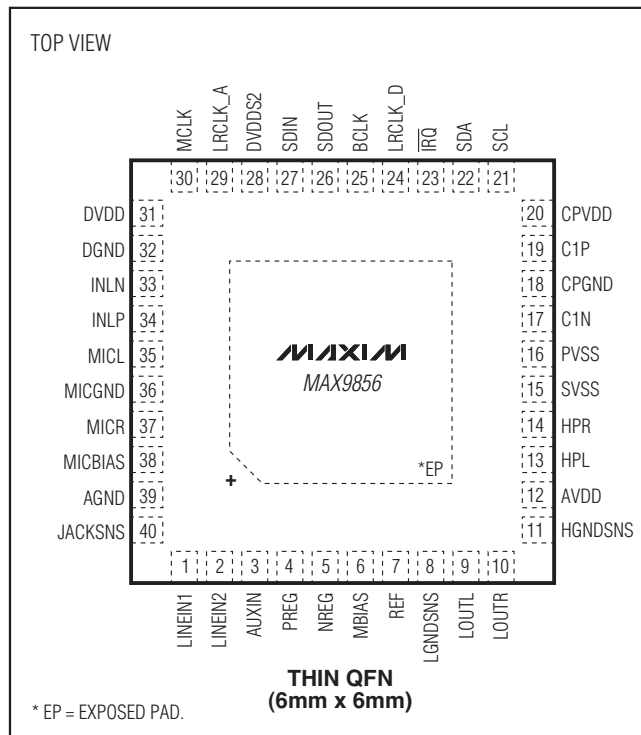 TOP VIEW
MCLK
LRCLK_A
DVDDS2
SDIN
SDOUT
BCLK
LRCLK_D
IRQ
SDA
SCL
30 29 28 27 26 25 24 23 22 21
DVDD 31
DGND 32
INLN 33
INLP 34
MICL 35
MICGND 36
MICR 37
MICBIAS 38
AGND 39
JACKSNS 40
MAXIM
MAX9856
*EP
+
20 CPVDD
19 C1P
18 CPGND
17 C1N
16 PVSS
15 SVSS
14 HPR
13 HPL
12 AVDD
11 HGNDSNS
1 2 3 4 5 6 7 8 9 10
LINEIN1
LINEIN2
AUXIN
PREG
NREG
MBIAS
REF
LGNDSNS
LOUTL
LOUTR
THIN QFN
(6mm x 6mm)
* EP = EXPOSED PAD.